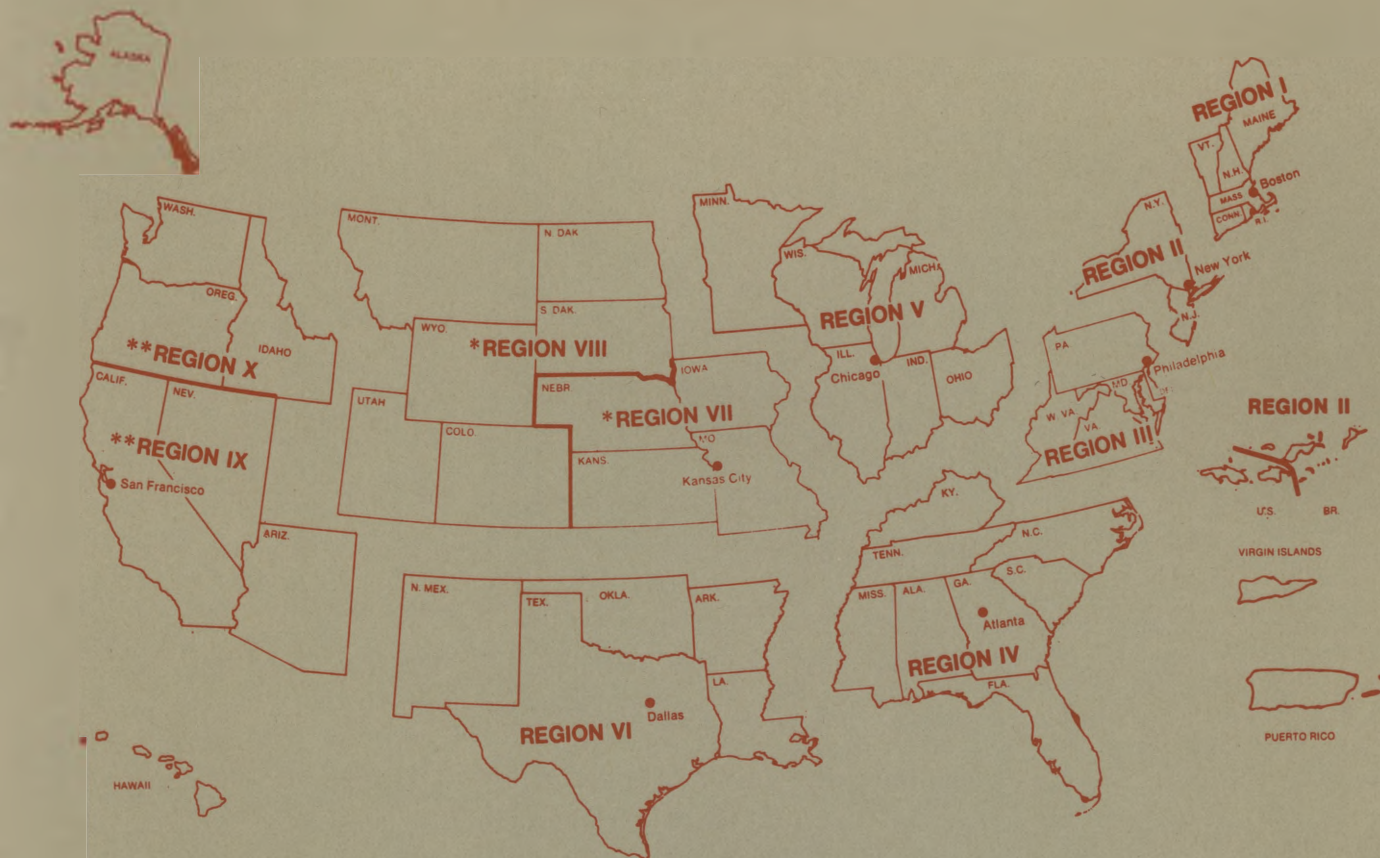 ALASKA
REGION I
MAINE
VT.
N.H.
Boston
MASS
CONN.
R.I.
WASH.
MONT.
N. DAK
MINN.
N.Y.
WIS.
MICH.
REGION II
New York
OREG.
S. DAK.
WYO.
REGION V
N.J.
**REGION X
IDAHO
*REGION VIII
ILL.
IND.
PA
Philadelphia
CALIF.
NEV.
UTAH
NEBR
IOWA
Chicago
OHIO
MD.
REGION II
*REGION VII
W VA.
VA
**REGION IX
COLO.
MO
REGION III
KANS.
San Francisco
Kansas City
KY.
U.S.
BR.
ARIZ.
N.C.
TENN.
VIRGIN ISLANDS
S.C.
N. MEX.
TEX.
OKLA.
ARK.
MISS.
ALA.
GA.
Atlanta
REGION IV
LA.
FLA.
Dallas
REGION VI
PUERTO RICO
HAWAII